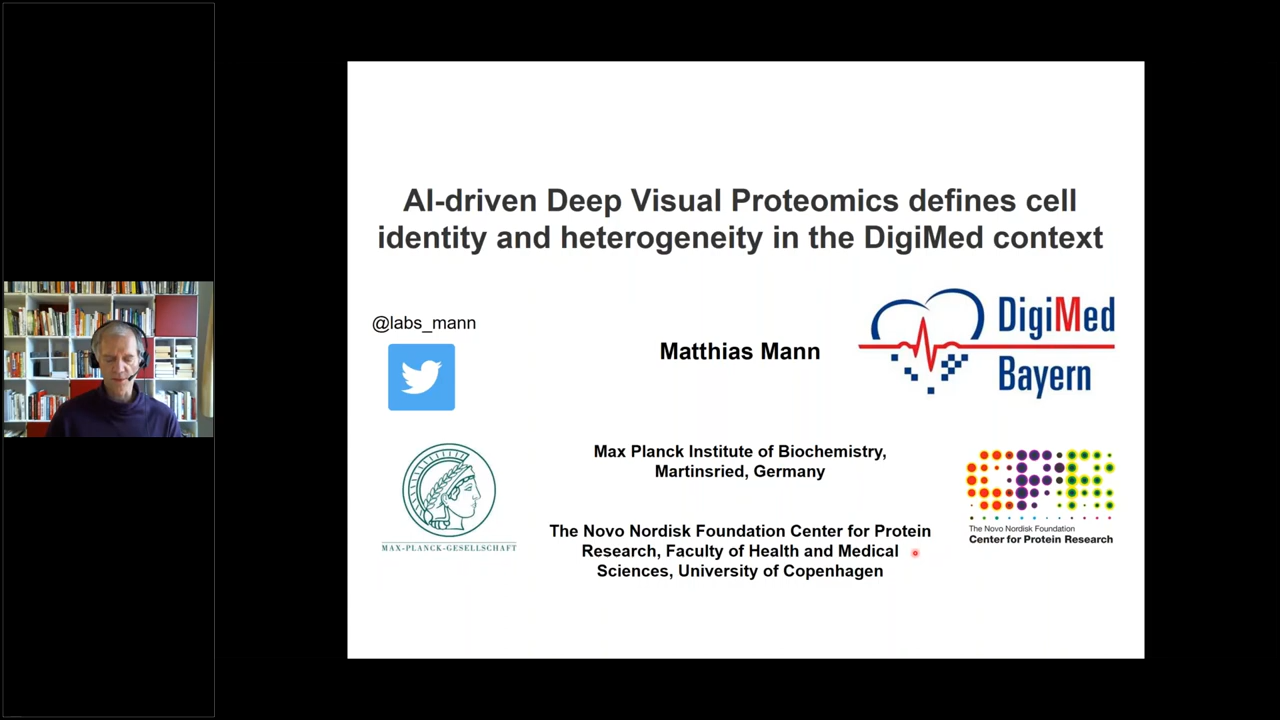 AI-driven Deep Visual Proteomics defines cell
identity and heterogeneity in the DigiMed context
@labs_mann
Matthias Mann
DigiMed
Bayern
Max Planck Institute of Biochemistry,
Martinsried, Germany
MAX-PLANCK-GESELLSCHAFT
The Novo Nordisk Foundation Center for Protein
Research, Faculty of Health and Medical
Sciences, University of Copenhagen
CPR
The Novo Nordisk Foundation
Center for Protein Research